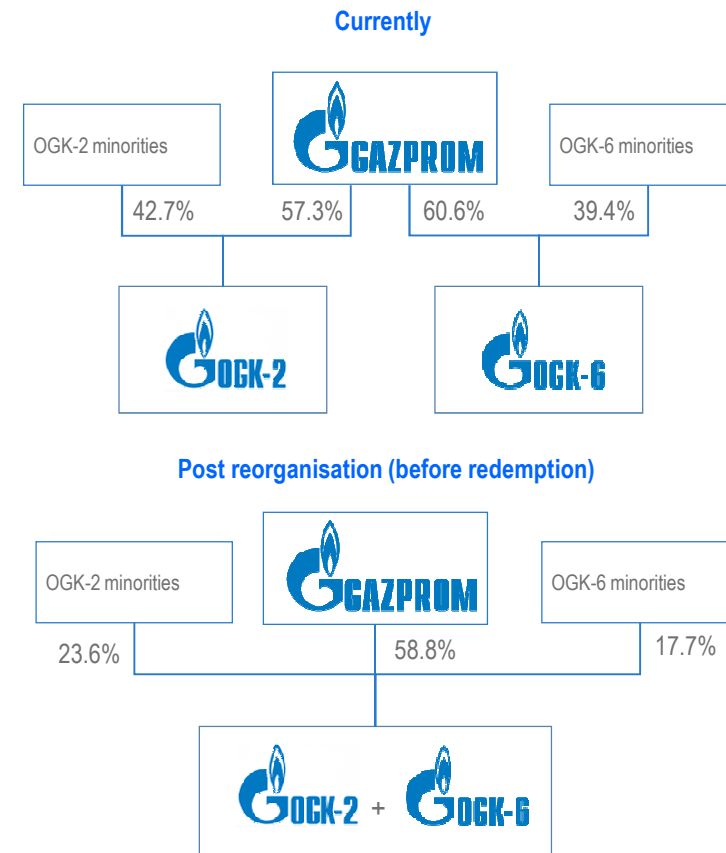 Currently
OGK-2 minorities
GAZPROM
OGK-6 minorities
42.7%
57.3%
60.6%
39.4%
OGK-2
OGK-6
Post reorganisation (before redemption)
OGK-2 minorities
GAZPROM
OGK-6 minorities
23.6%
58.8%
17.7%
OGK-2 + OGK-6